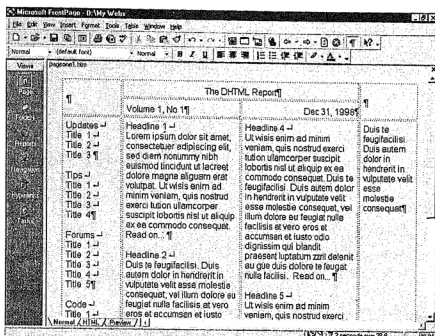 Microsoft FrontPage - D:\My Webs
File Edit View Insert Format Tools Table Window Help
Normal (default font) Normal
Views pageone1.htm
Page
The DHTML Report¶
Volume 1, No 1¶ Dec 31, 1998¶
Updates
Title 1
Title 2
Title 3 ¶
Tips
Title 1
Title 2
Title 3
Title 4¶
Forums
Title 1
Title 2
Title 3
Title 4
Title 5¶
Code
Title 1
Headline 1
Lorem ipsum dolor sit amet,
consectetuer adipiscing elit,
sed diem nonummy nibh
euismod tincidunt ut lacreet
dolore magna aliguam erat
volutpat. Ut wisis enim ad
minim veniam, quis nostrud
exerci tution ullamcorper
suscipit lobortis nisl ut aliquip
ex ea commodo consequat.
Read on... ¶
Headline 2
Duis te feugifacilisi. Duis
autem dolor in hendrerit in
vulputate velit esse molestie
consequat, vel illum dolore eu
feugiat nulla facilisis at vero
eros et accumsan et iusto
Headline 4
Ut wisis enim ad minim
veniam, quis nostrud exerci
tution ullamcorper suscipit
lobortis nisl ut aliquip ex ea
commodo consequat. Duis te
feugifacilisi. Duis autem dolor
in hendrerit in vulputate velit
esse molestie consequat, vel
illum dolore eu feugiat nulla
facilisis at vero eros et
accumsan et iusto odio
dignissim qui blandit
praesent luptatum zzril delenit
au gue duis dolore te feugat
nulla facilisi. Read on... ¶
Headline 5
Ut wisis enim ad minim
veniam, quis nostrud exerci
Duis te
feugifacilisi.
Duis autem
dolor in
hendrerit in
vulputate velit
esse
molestie
consequat¶
Normal HTML Preview